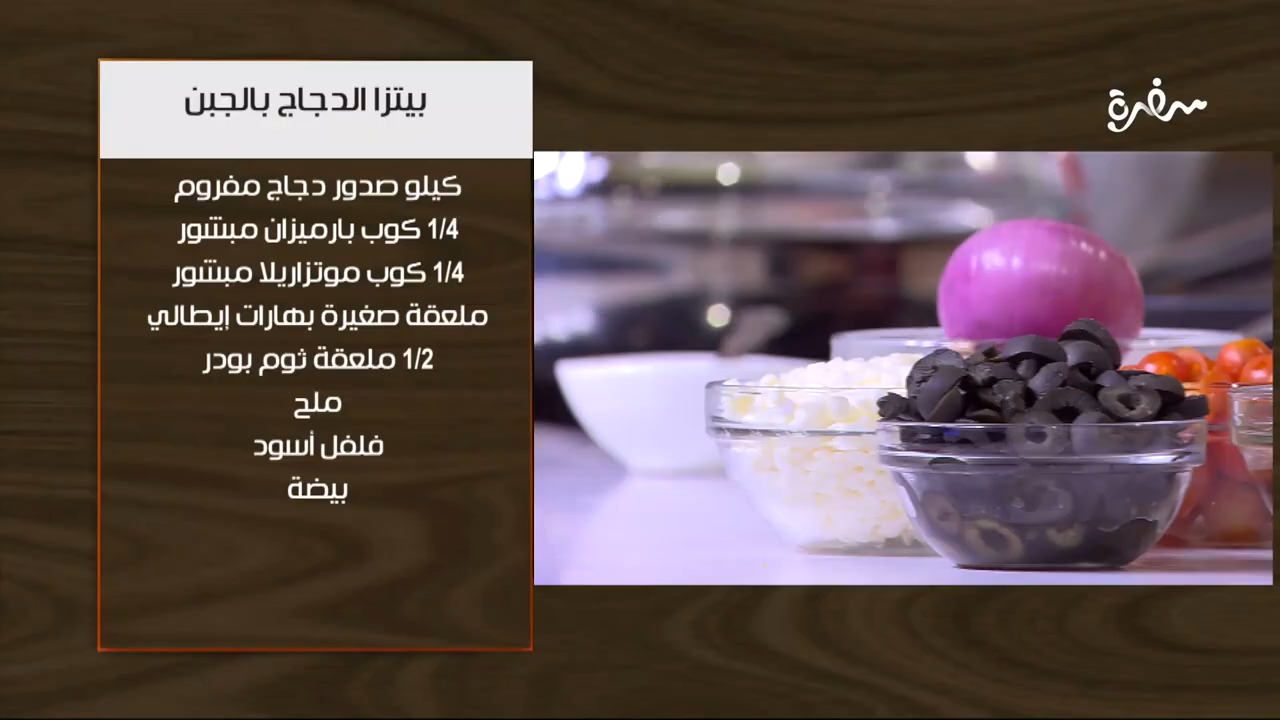 بيتزا الدجاج بالجبن
سفرة
كيلو صدور دجاج مفروم
1/4 كوب بارميزان مبشور
1/4 كوب موتزاريلا مبشور
ملعقة صغيرة بهارات إيطالي
1/2 ملعقة ثوم بودر
ملح
فلفل أسود
بيضة